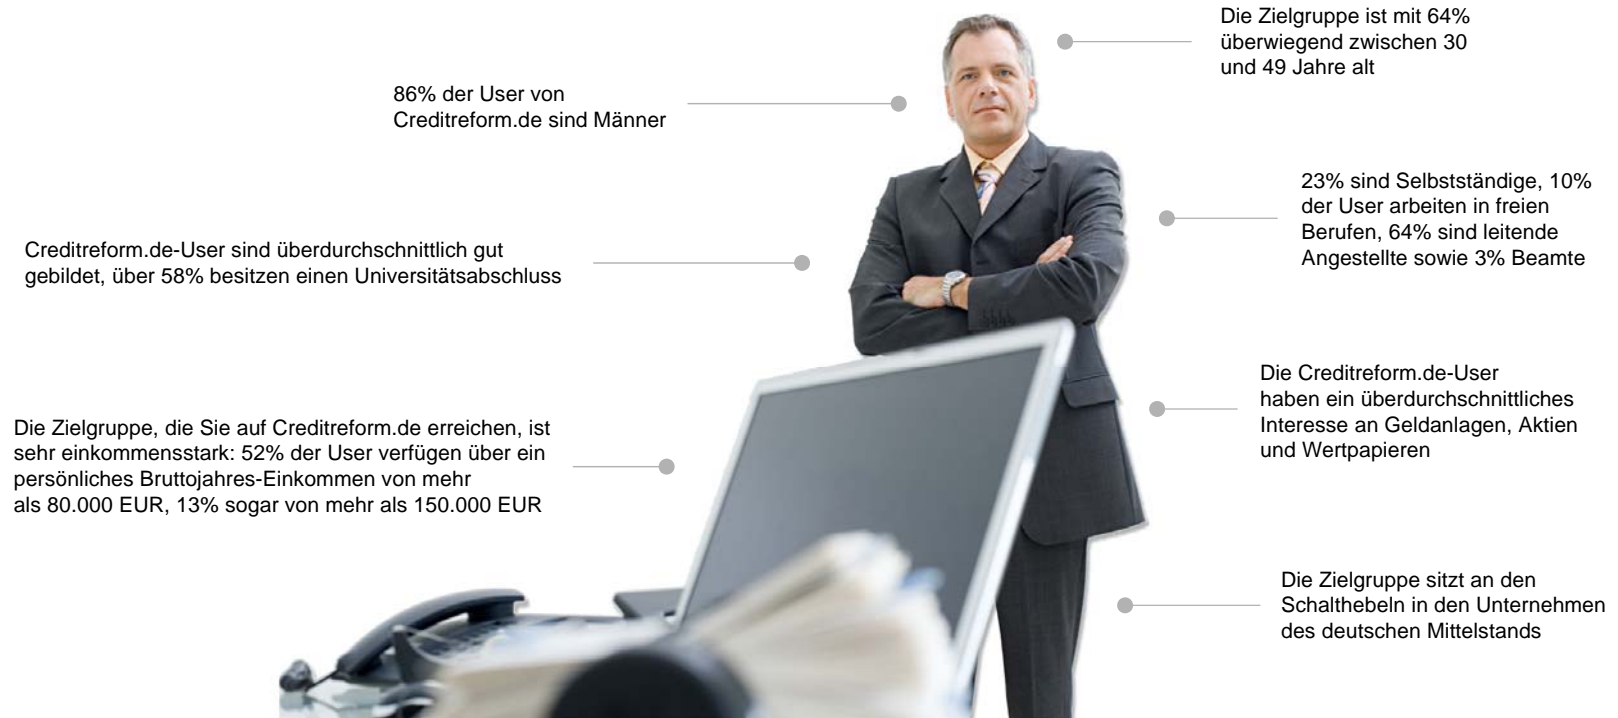 Die Zielgruppe ist mit 64%
überwiegend zwischen 30
und 49 Jahre alt
86% der User von
Creditreform.de sind Männer
23% sind Selbstständige, 10%
der User arbeiten in freien
Berufen, 64% sind leitende
Angestellte sowie 3% Beamte
Creditreform.de-User sind überdurchschnittlich gut
gebildet, über 58% besitzen einen Universitätsabschluss
Die Creditreform.de-User
haben ein überdurchschnittliches
Interesse an Geldanlagen, Aktien
und Wertpapieren
Die Zielgruppe, die Sie auf Creditreform.de erreichen, ist
sehr einkommensstark: 52% der User verfügen über ein
persönliches Bruttojahres-Einkommen von mehr
als 80.000 EUR, 13% sogar von mehr als 150.000 EUR
Die Zielgruppe sitzt an den
Schalthebeln in den Unternehmen
des deutschen Mittelstands